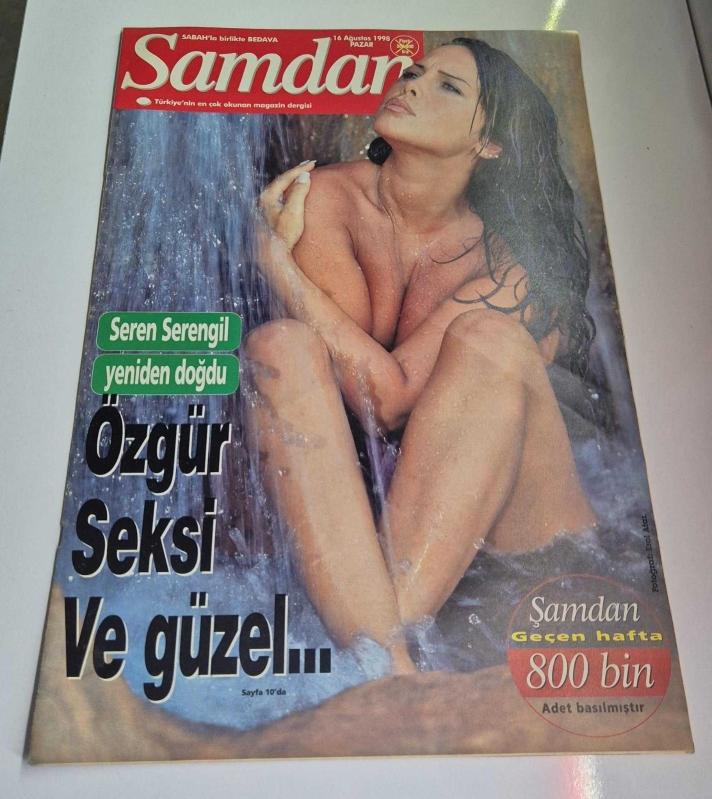 SABAH'la birlikte BEDAVA
16 Ağustos 1998
PAZAR
Samdan
Türkiye'nin en çok okunan magazin dergisi
Seren Serengil
yeniden doğdu
Özgür
Seksi
Ve güzel...
Sayfa 10'da
Şamdan
Geçen hafta
800 bin
Adet basılmıştır